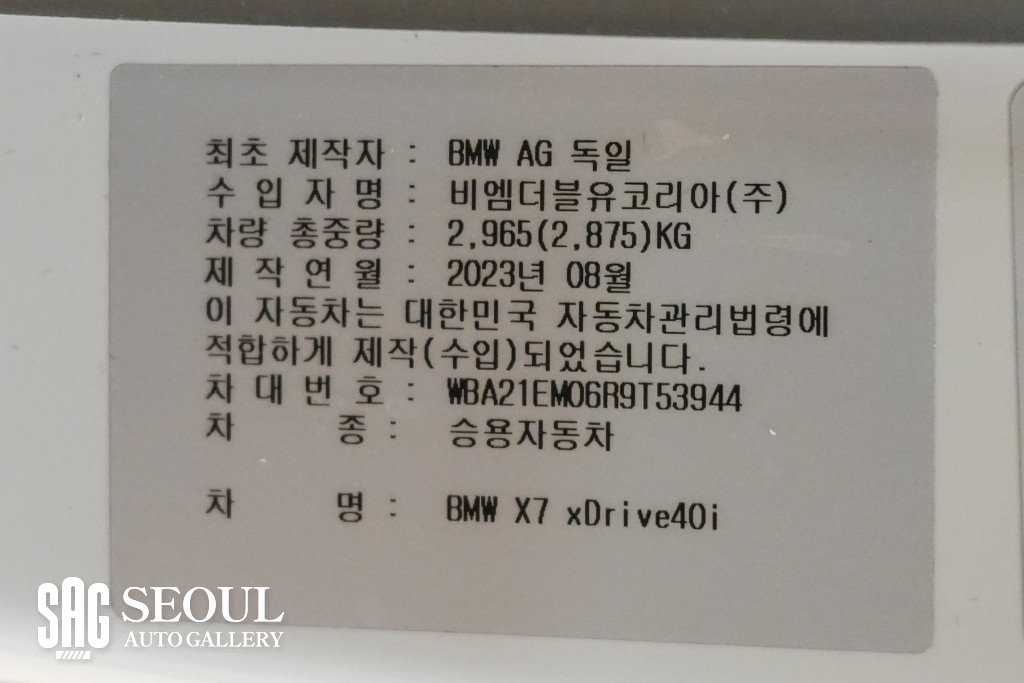 최초 제작자 : BMW AG 독일
수 입 자 명 : 비엠더블유코리아(주)
차량 총중량 : 2,965(2,875)KG
제 작 연 월 : 2023년 08월
이 자동차는 대한민국 자동차관리법령에
적합하게 제작(수입)되었습니다.
차 대 번 호 : WBA21EM06R9T53944
차 종 : 승용자동차
차 명 : BMW X7 xDrive40i
SAG SEOUL
AUTO GALLERY